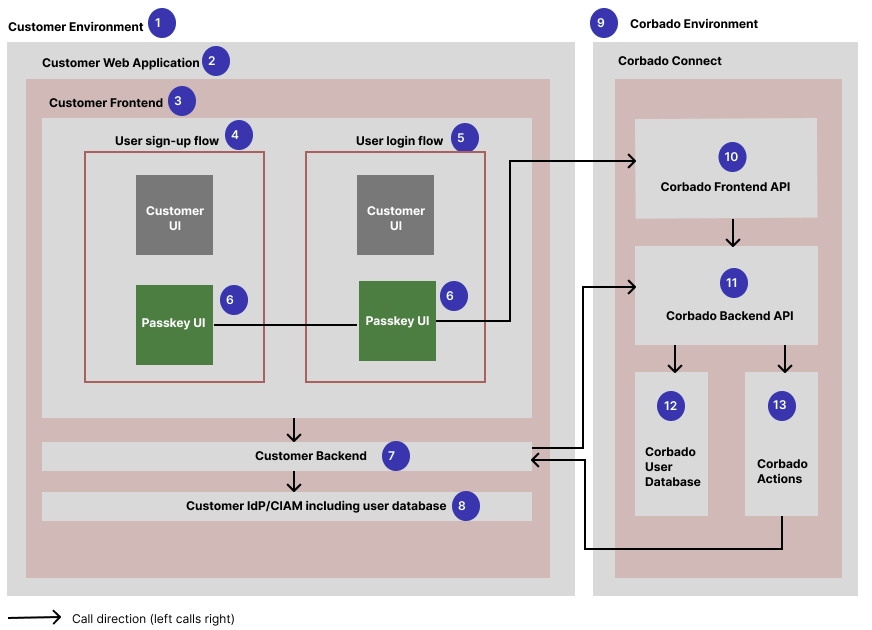 Customer Environment 1
9 Corbado Environment
Customer Web Application 2
Corbado Connect
Customer Frontend 3
User sign-up flow 4
User login flow 5
Customer
UI
Customer
UI
10
Corbado Frontend API
Passkey UI 6
Passkey UI 6
11
Corbado Backend API
12
Corbado
User
Database
13
Corbado
Actions
Customer Backend 7
Customer IdP/CIAM including user database 8
Call direction (left calls right)